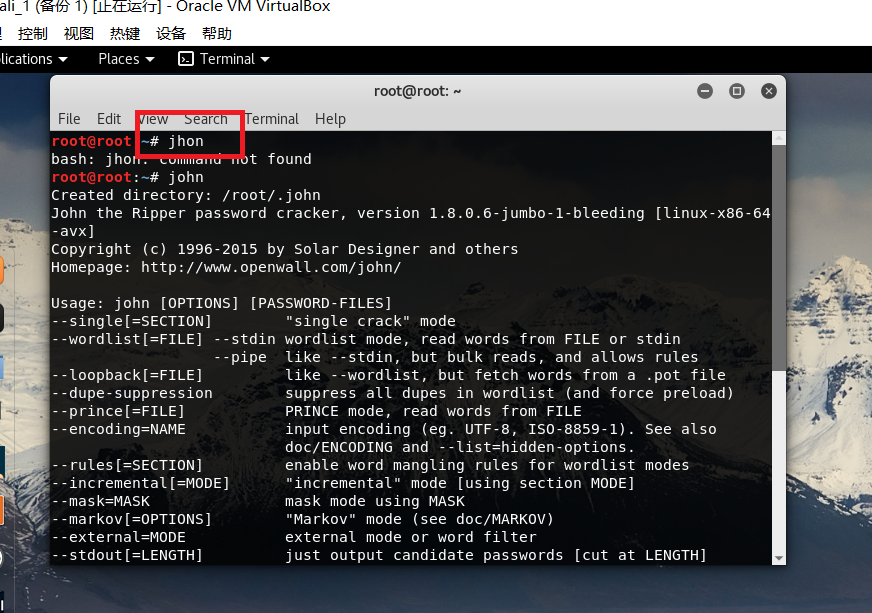 ali_1 (备份 1) [正在运行] - Oracle VM VirtualBox
控制 视图 热键 设备 帮助
lications Places Terminal
root@root: ~
File Edit View Search Terminal Help
root@root:~# jhon
bash: jhon: command not found
root@root:~# john
Created directory: /root/.john
John the Ripper password cracker, version 1.8.0.6-jumbo-1-bleeding [linux-x86-64
-avx]
Copyright (c) 1996-2015 by Solar Designer and others
Homepage: http://www.openwall.com/john/
Usage: john [OPTIONS] [PASSWORD-FILES]
--single[=SECTION] "single crack" mode
--wordlist[=FILE] --stdin wordlist mode, read words from FILE or stdin
--pipe like --stdin, but bulk reads, and allows rules
--loopback[=FILE] like --wordlist, but fetch words from a .pot file
--dupe-suppression suppress all dupes in wordlist (and force preload)
--prince[=FILE] PRINCE mode, read words from FILE
--encoding=NAME input encoding (eg. UTF-8, ISO-8859-1). See also
doc/ENCODING and --list=hidden-options.
--rules[=SECTION] enable word mangling rules for wordlist modes
--incremental[=MODE] "incremental" mode [using section MODE]
--mask=MASK mask mode using MASK
--markov[=OPTIONS] "Markov" mode (see doc/MARKOV)
--external=MODE external mode or word filter
--stdout[=LENGTH] just output candidate passwords [cut at LENGTH]